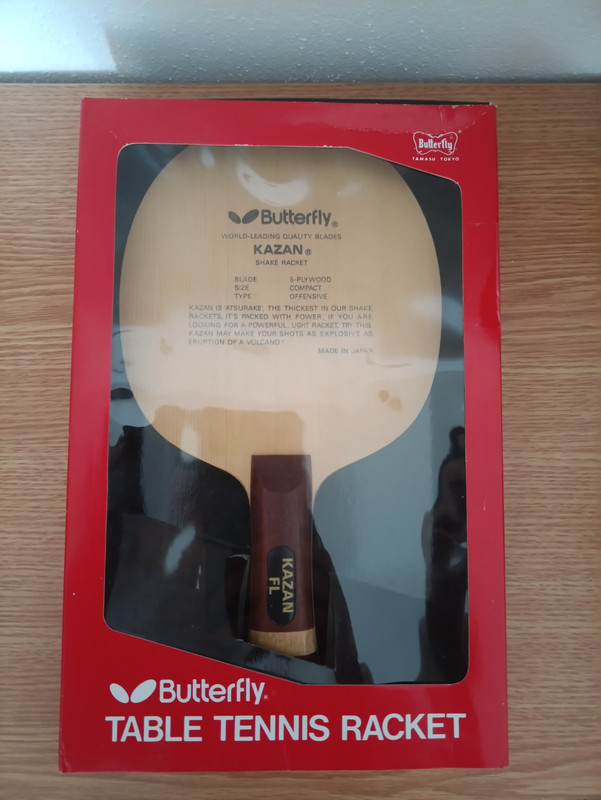 Butterfly®
TAMASU TOKYO
Butterfly®
WORLD-LEADING QUALITY BLADES
KAZAN®
SHAKE RACKET
BLADE 5-PLYWOOD
SIZE COMPACT
TYPE OFFENSIVE
KAZAN IS 'ATSURAKE', THE THICKEST IN OUR SHAKE
RACKETS, IT'S PACKED WITH POWER, IF YOU ARE
LOOKING FOR A POWERFUL, LIGHT RACKET, TRY THIS.
KAZAN MAY MAKE YOUR SHOTS AS EXPLOSIVE AS
ERUPTION OF A VOLCANO!
MADE IN JAPAN
KAZAN
FL
Butterfly®
TABLE TENNIS RACKET